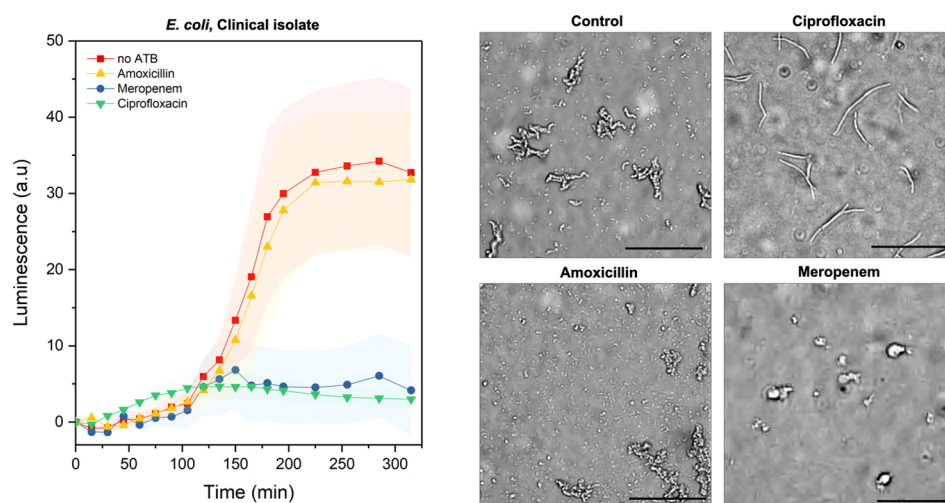 E. coli, Clinical isolate
50
40
30
20
10
0
Luminescence (a.u)
no ATB
Amoxicillin
Meropenem
Ciprofloxacin
0 50 100 150 200 250 300
Time (min)
Control
Ciprofloxacin
Amoxicillin
Meropenem